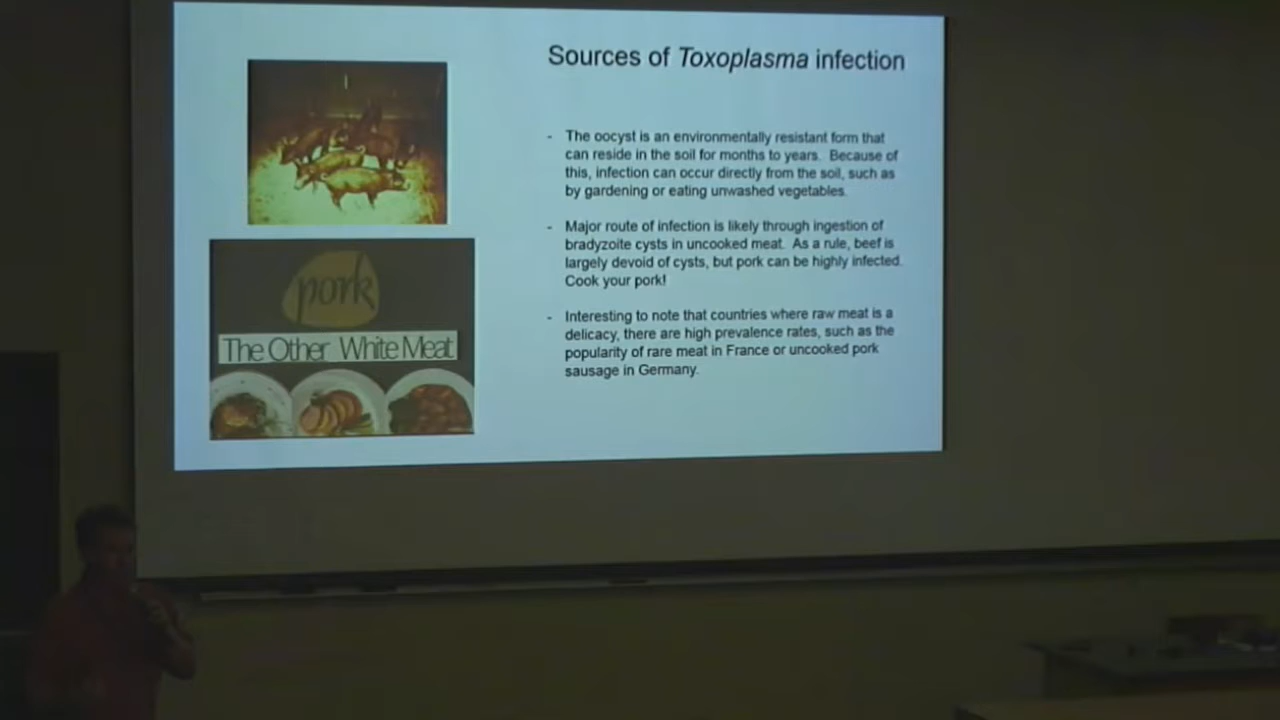 Sources of Toxoplasma infection
- The oocyst is an environmentally resistant form that
can reside in the soil for months to years. Because of
this, infection can occur directly from the soil, such as
by gardening or eating unwashed vegetables.
- Major route of infection is likely through ingestion of
bradyzoite cysts in uncooked meat. As a rule, beef is
largely devoid of cysts, but pork can be highly infected.
Cook your pork!
- Interesting to note that countries where raw meat is a
delicacy, there are high prevalence rates, such as the
popularity of rare meat in France or uncooked pork
sausage in Germany.
pork
The Other White Meat